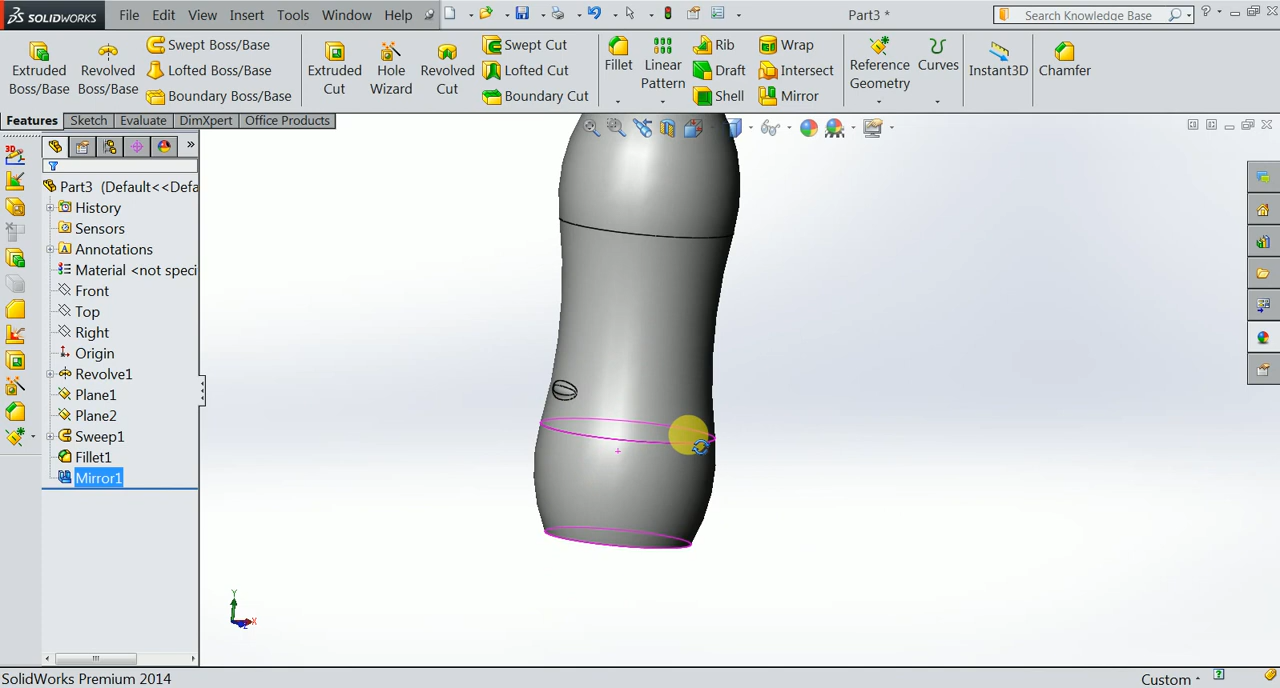 SOLIDWORKS File Edit View Insert Tools Window Help Part3 * Search Knowledge Base ?
Extruded Boss/Base
Revolved Boss/Base
Swept Boss/Base
Lofted Boss/Base
Boundary Boss/Base
Extruded Cut
Hole Wizard
Revolved Cut
Swept Cut
Lofted Cut
Boundary Cut
Fillet
Linear Pattern
Rib
Draft
Shell
Wrap
Intersect
Mirror
Reference Geometry
Curves
Instant3D
Chamfer
Features Sketch Evaluate DimXpert Office Products
3D
»
Part3 (Default<<Defa
History
Sensors
Annotations
Material <not speci
Front
Top
Right
Origin
Revolve1
Plane1
Plane2
Sweep1
Fillet1
Mirror1
Y
X
Z
SolidWorks Premium 2014 Custom ?